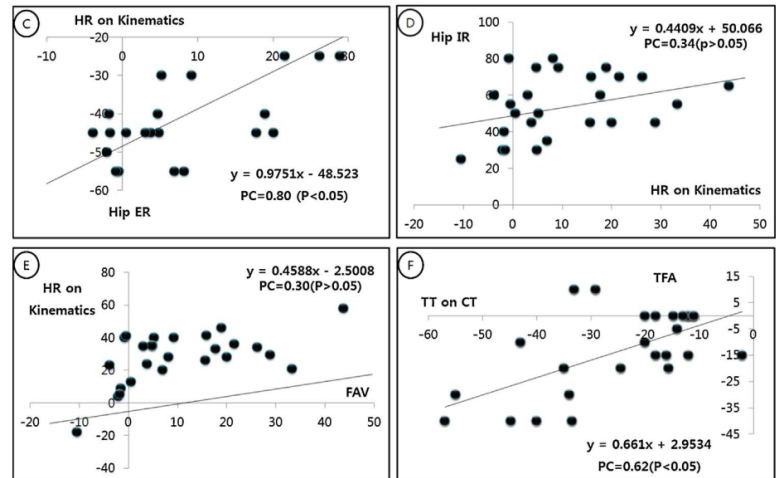 C
HR on Kinematics
-20
-10 0 10 20 30
-30
-40
-50
-60
y = 0.9751x - 48.523
PC=0.80 (P<0.05)
Hip ER
D
Hip IR
100
80
60
40
20
0
y = 0.4409x + 50.066
PC=0.34(p>0.05)
HR on Kinematics
-20 -10 0 10 20 30 40 50
E
HR on
Kinematics
80
60
40
20
0
-20
-40
y = 0.4588x - 2.5008
PC=0.30(P>0.05)
FAV
-20 -10 0 10 20 30 40 50
F
TFA
TT on CT
15
5
-5
-15
-25
-35
-45
-60 -50 -40 -30 -20 -10 0
y = 0.661x + 2.9534
PC=0.62(P<0.05)